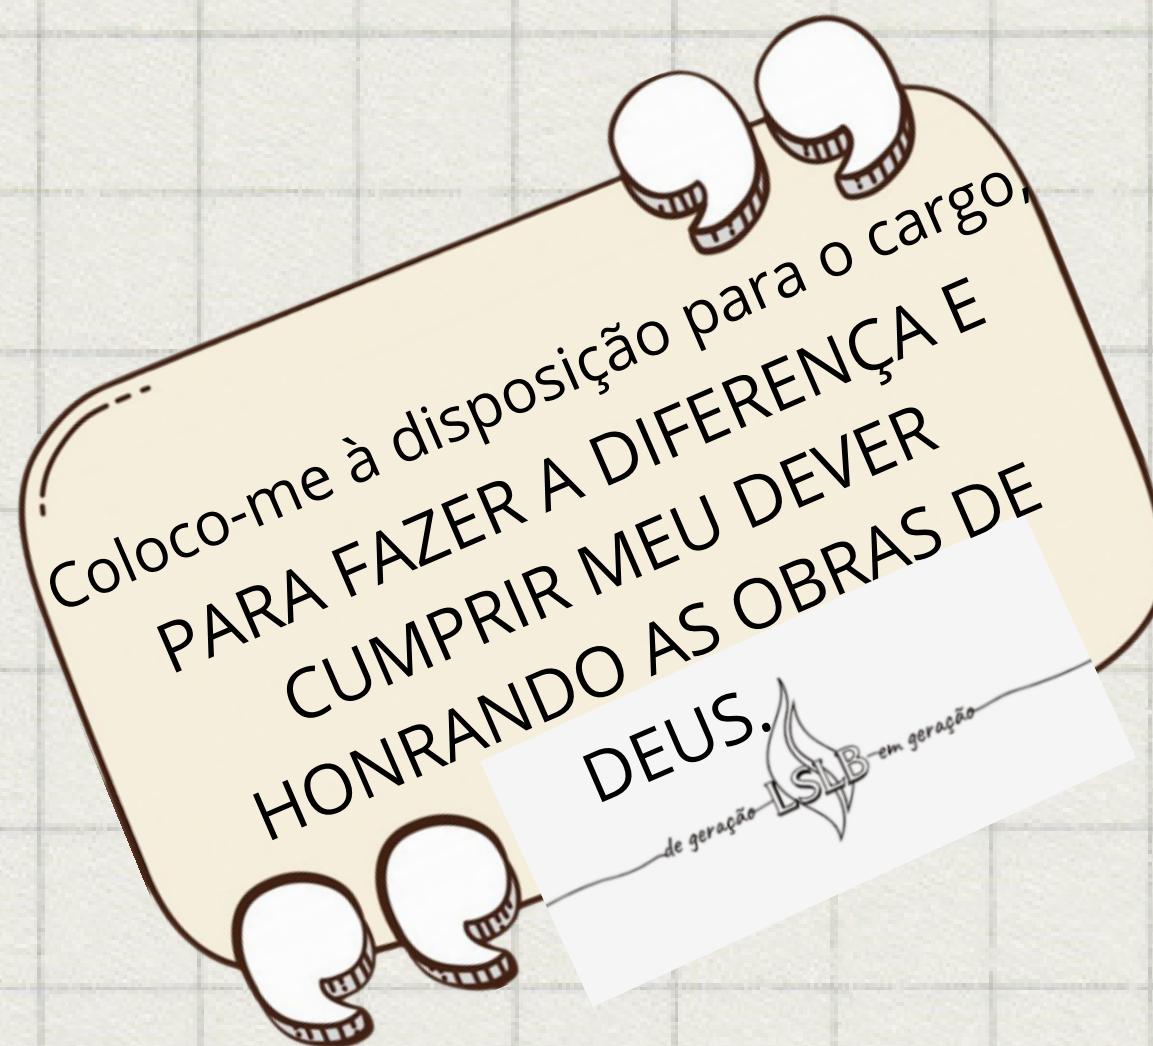 Coloco-me à disposição para o cargo,
PARA FAZER A DIFERENÇA E
CUMPRIR MEU DEVER
HONRANDO AS OBRAS DE
DEUS.
de geração LSLB em geração